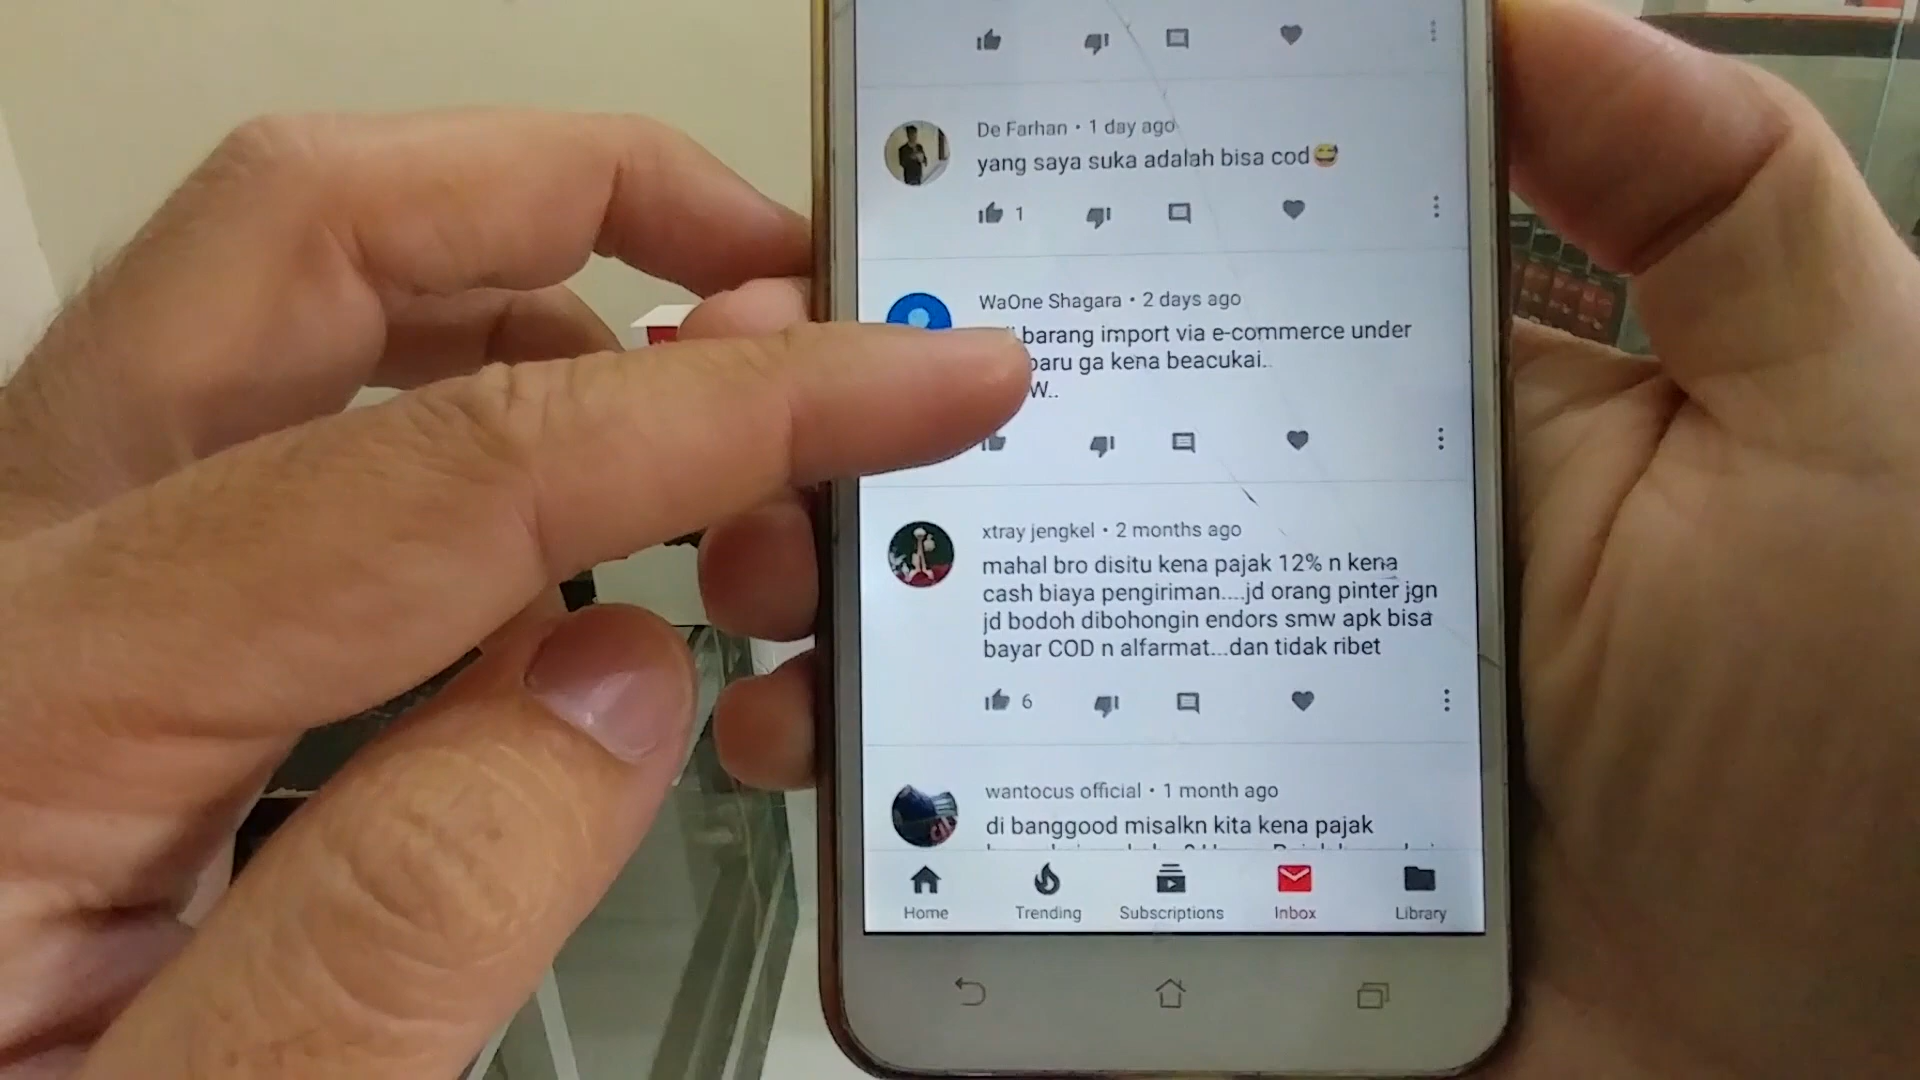 De Farhan • 1 day ago
yang saya suka adalah bisa cod😅
1
WaOne Shagara • 2 days ago
barang import via e-commerce under
baru ga kena beacukai..
W..
xtray jengkel • 2 months ago
mahal bro disitu kena pajak 12% n kena
cash biaya pengiriman....jd orang pinter jgn
jd bodoh dibohongin endors smw apk bisa
bayar COD n alfarmat...dan tidak ribet
6
wantocus official • 1 month ago
di banggood misalkn kita kena pajak
Home
Trending
Subscriptions
Inbox
Library